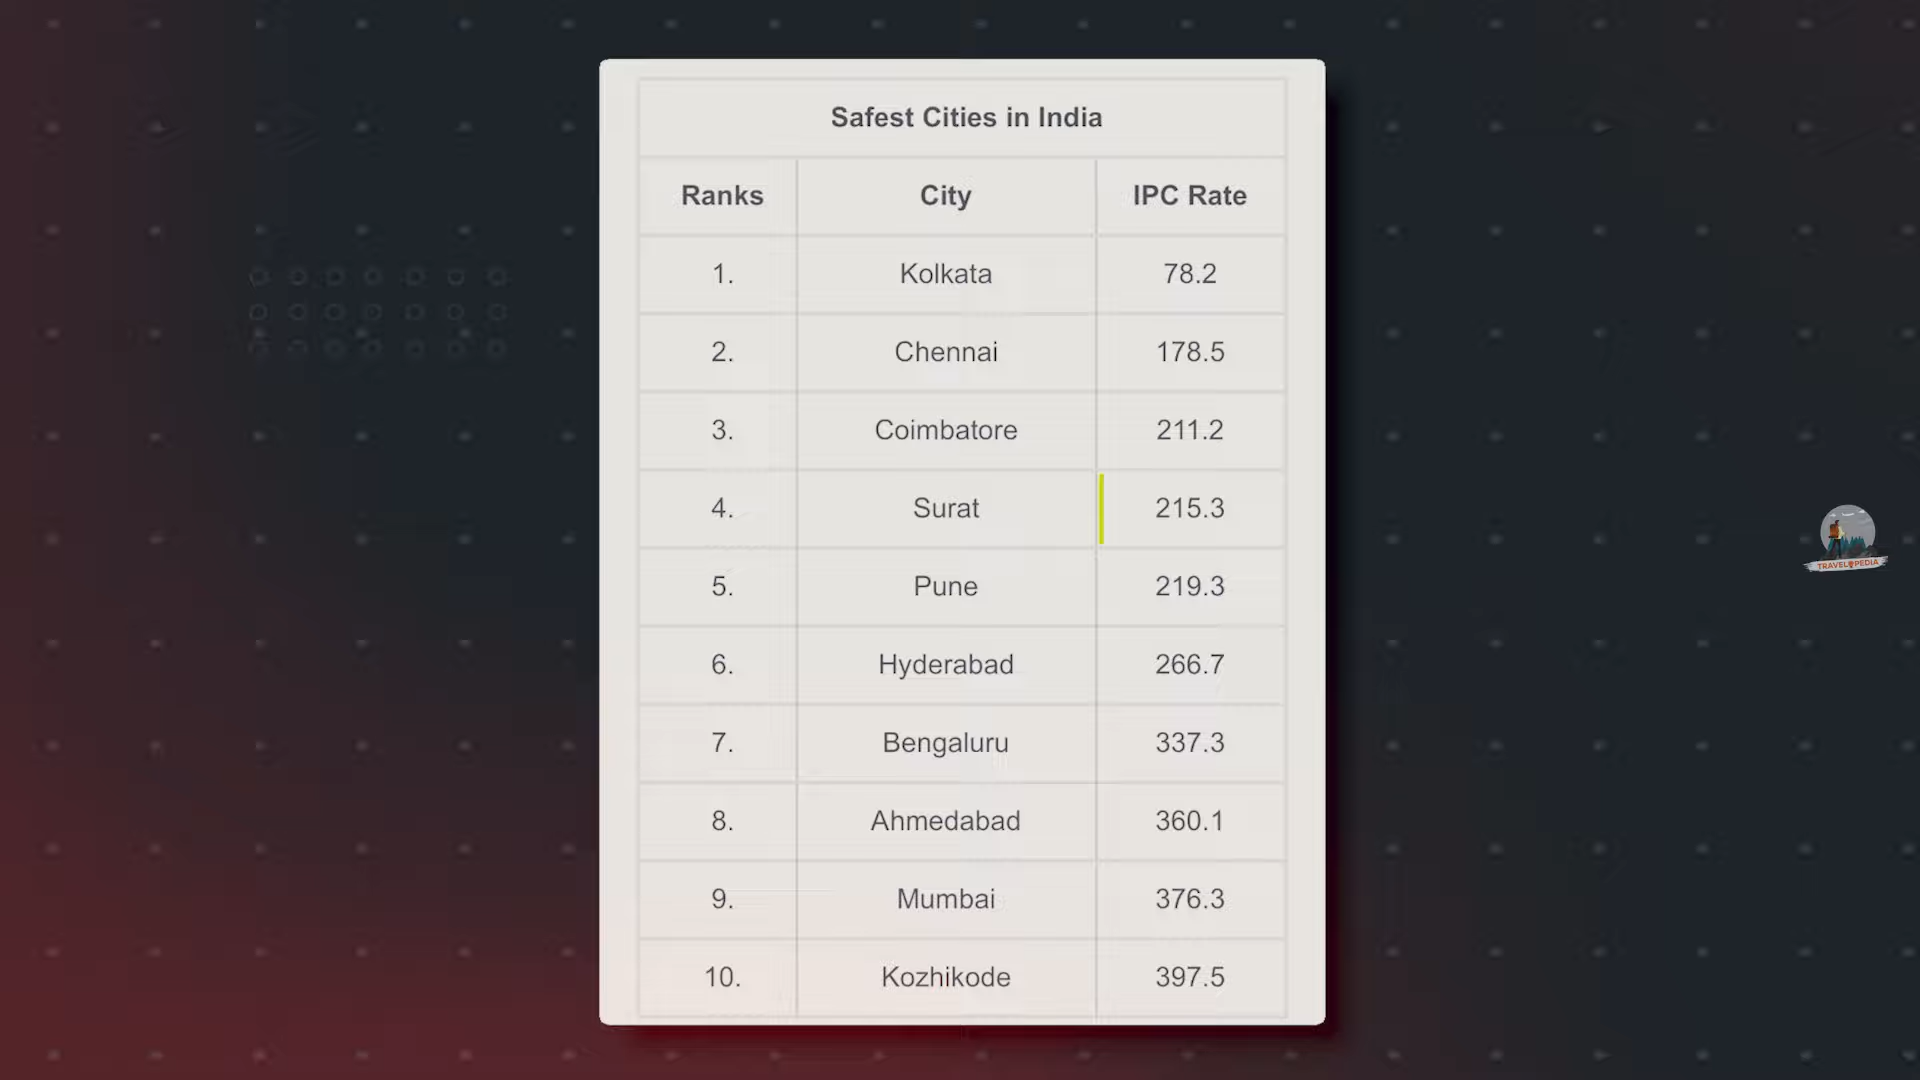 Safest Cities in India
Ranks City IPC Rate
1. Kolkata 78.2
2. Chennai 178.5
3. Coimbatore 211.2
4. Surat 215.3
5. Pune 219.3
6. Hyderabad 266.7
7. Bengaluru 337.3
8. Ahmedabad 360.1
9. Mumbai 376.3
10. Kozhikode 397.5
TRAVELOPEDIA